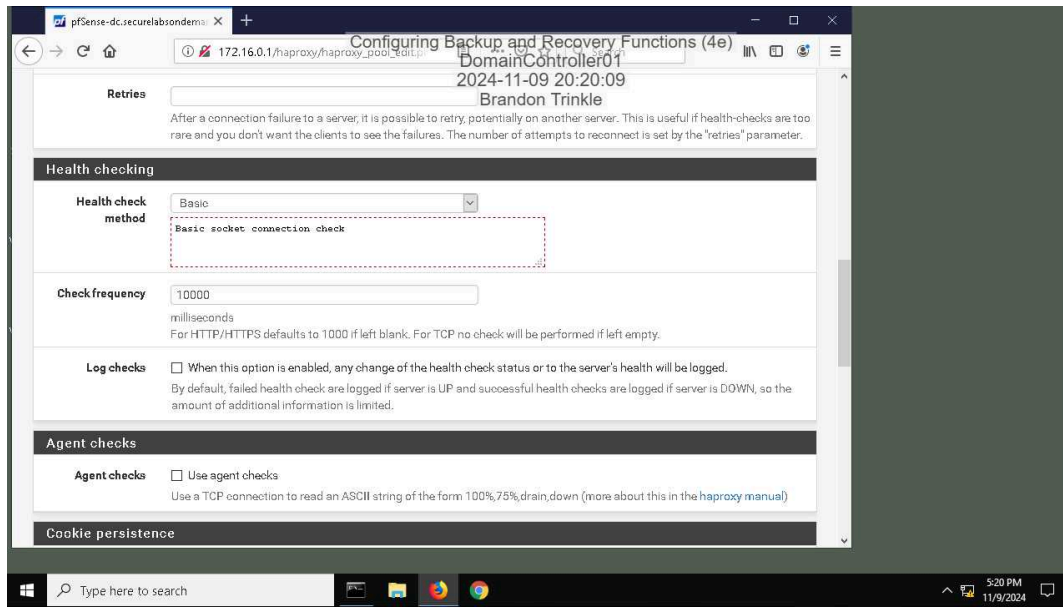 pfSense-dc.securelabsondema
172.16.0.1/haproxy/haproxy_pool_edit.p
Search
Configuring Backup and Recovery Functions (4e)
DomainController01
2024-11-09 20:20:09
Brandon Trinkle
Retries
After a connection failure to a server, it is possible to retry, potentially on another server. This is useful if health-checks are too
rare and you don't want the clients to see the failures. The number of attempts to reconnect is set by the "retries" parameter.
Health checking
Health check
method
Basic
Basic socket connection check
Check frequency
10000
milliseconds
For HTTP/HTTPS defaults to 1000 if left blank. For TCP no check will be performed if left empty.
Log checks
When this option is enabled, any change of the health check status or to the server's health will be logged.
By default, failed health check are logged if server is UP and successful health checks are logged if server is DOWN, so the
amount of additional information is limited.
Agent checks
Agent checks
Use agent checks
Use a TCP connection to read an ASCII string of the form 100%,75%,drain,down (more about this in the haproxy manual)
Cookie persistence
Type here to search
5:20 PM
11/9/2024